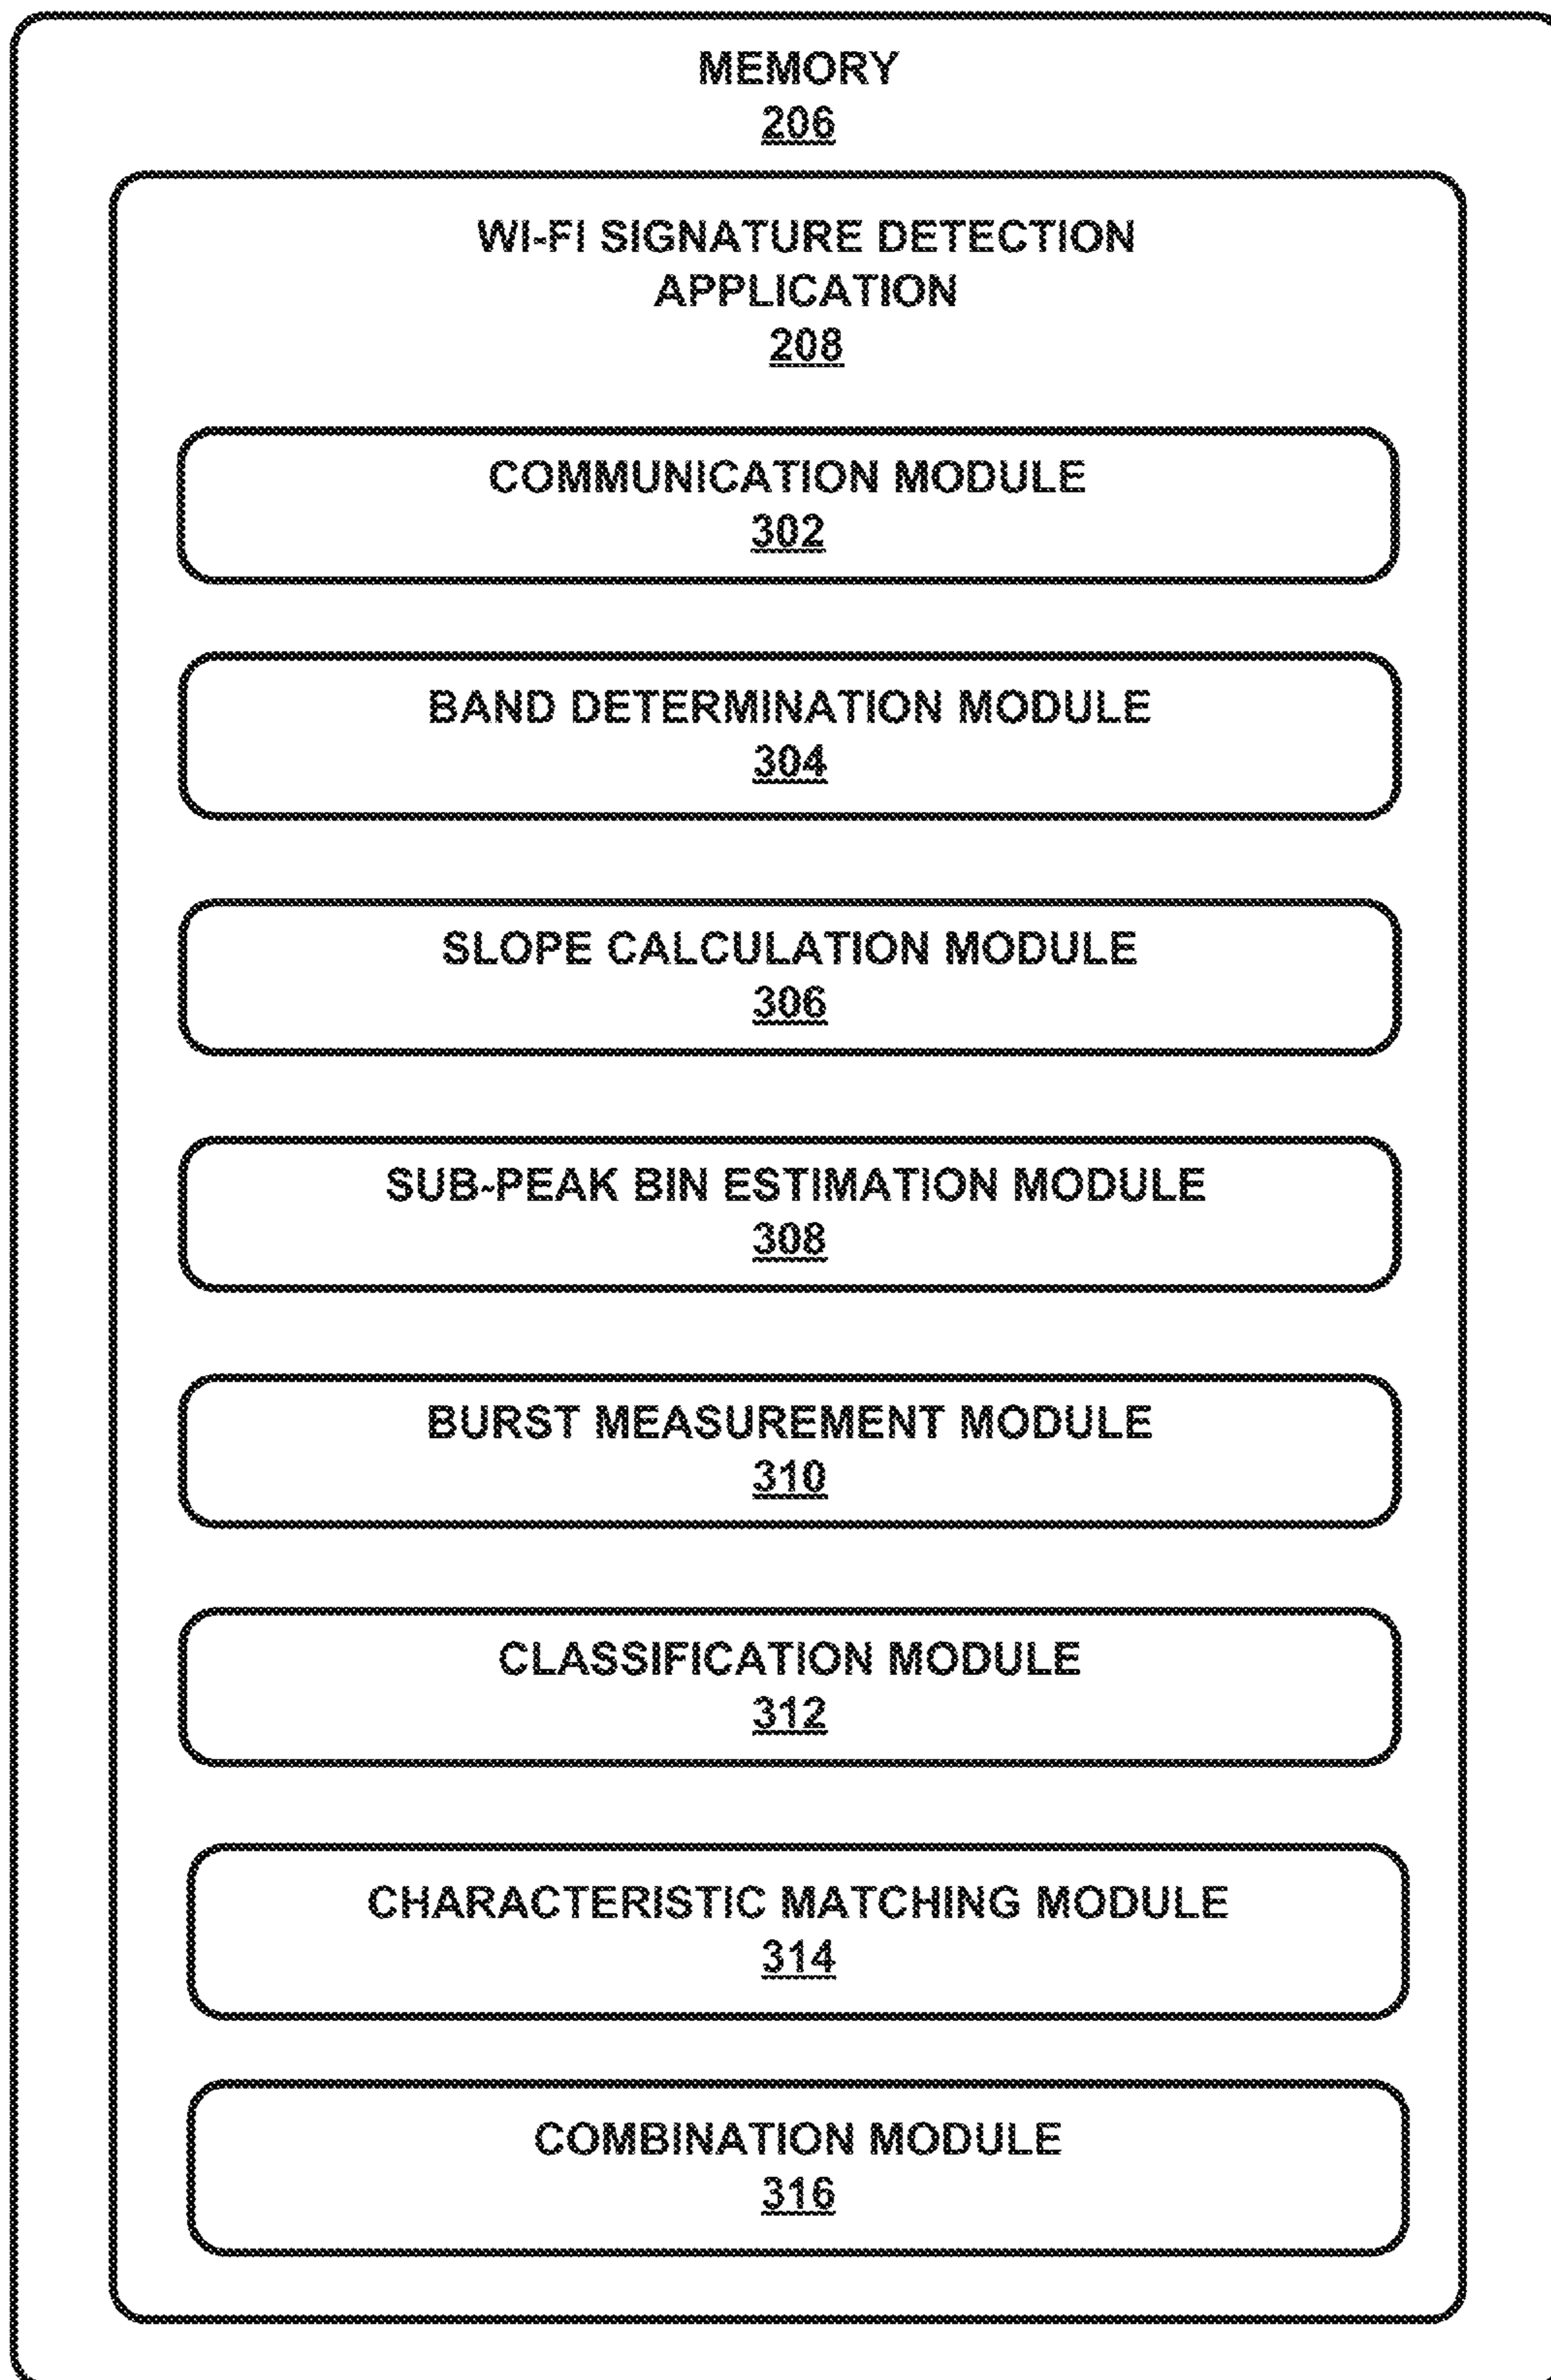 MEMORY
206
WI-FI SIGNATURE DETECTION
APPLICATION
208
COMMUNICATION MODULE
302
BAND DETERMINATION MODULE
304
SLOPE CALCULATION MODULE
306
SUB-PEAK BIN ESTIMATION MODULE
308
BURST MEASUREMENT MODULE
310
CLASSIFICATION MODULE
312
CHARACTERISTIC MATCHING MODULE
314
COMBINATION MODULE
316